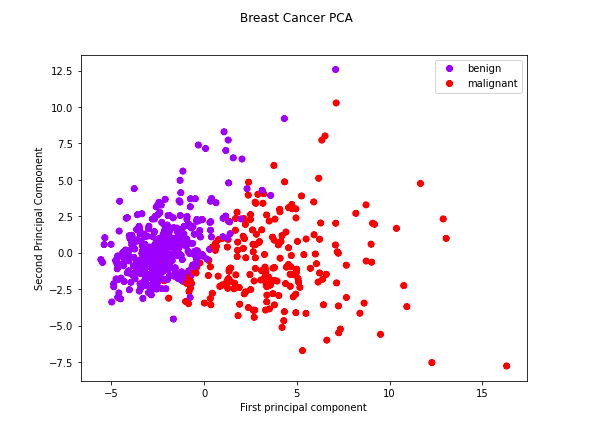 Breast Cancer PCA
benign
malignant
12.5
10.0
7.5
5.0
2.5
0.0
−2.5
−5.0
−7.5
Second Principal Component
−5
0
5
10
15
First principal component